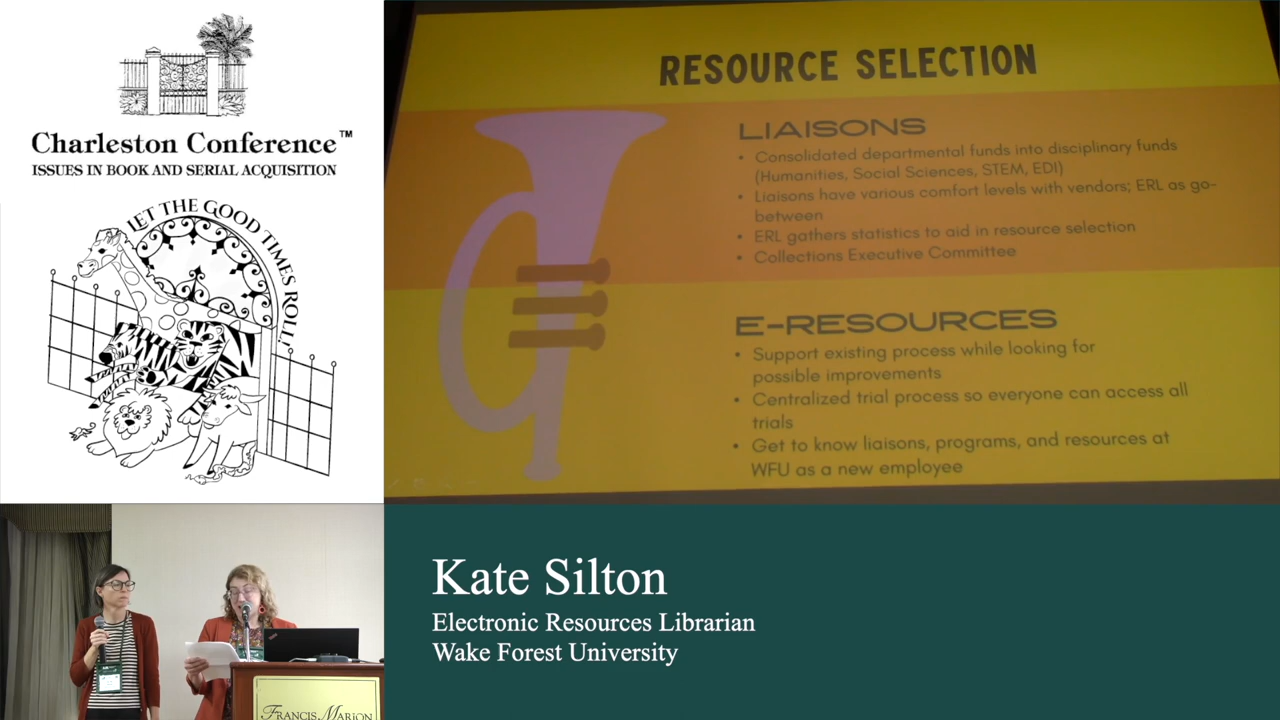 Charleston Conference™
ISSUES IN BOOK AND SERIAL ACQUISITION
LET THE GOOD TIMES ROLL!
RESOURCE SELECTION
LIAISONS
• Consolidated departmental funds into disciplinary funds
(Humanities, Social Sciences, STEM, EDI)
• Liaisons have various comfort levels with vendors; ERL as go-
between
• ERL gathers statistics to aid in resource selection
• Collections Executive Committee
E-RESOURCES
• Support existing process while looking for
possible improvements
• Centralized trial process so everyone can access all
trials
• Get to know liaisons, programs, and resources at
WFU as a new employee
FRANCIS MARION
Kate Silton
Electronic Resources Librarian
Wake Forest University